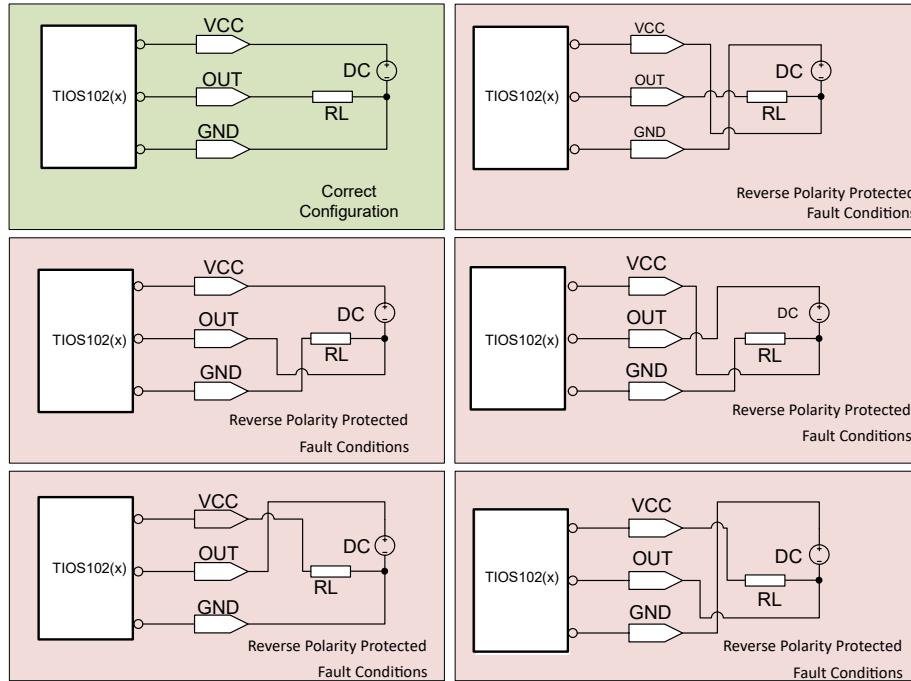 VCC
DC
OUT
TIOS102(x)
RL
GND
Correct
Configuration
VCC
DC
OUT
TIOS102(x)
RL
GND
Reverse Polarity Protected
Fault Conditions
VCC
DC
OUT
TIOS102(x)
RL
GND
Reverse Polarity Protected
Fault Conditions
VCC
DC
OUT
TIOS102(x)
RL
GND
Reverse Polarity Protected
Fault Conditions
VCC
DC
OUT
TIOS102(x)
RL
GND
Reverse Polarity Protected
Fault Conditions
VCC
DC
OUT
TIOS102(x)
RL
GND
Reverse Polarity Protected
Fault Conditions